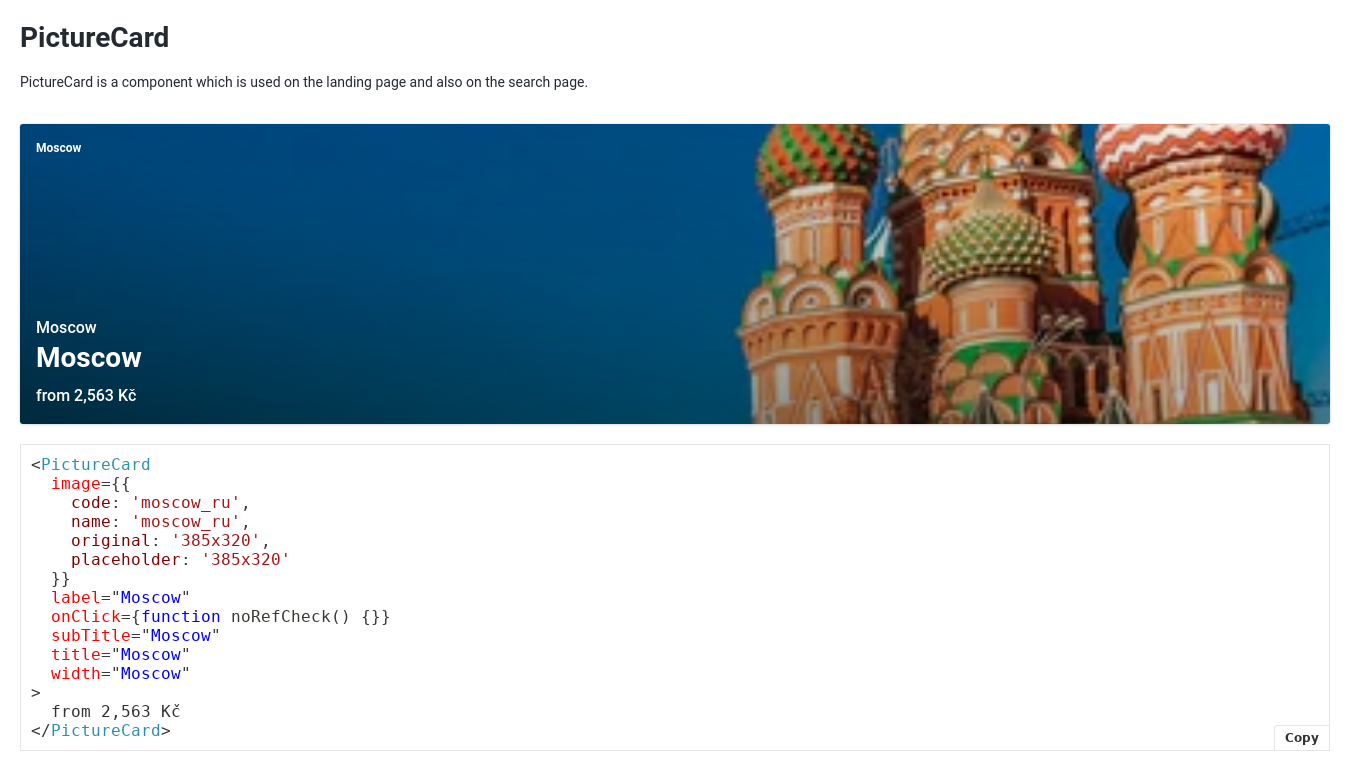 PictureCard
PictureCard is a component which is used on the landing page and also on the search page.
Moscow
Moscow
Moscow
from 2,563 Kč
<PictureCard
  image={{
    code: 'moscow_ru',
    name: 'moscow_ru',
    original: '385x320',
    placeholder: '385x320'
  }}
  label="Moscow"
  onClick={function noRefCheck() {}}
  subTitle="Moscow"
  title="Moscow"
  width="Moscow"
>
  from 2,563 Kč
</PictureCard>
Copy